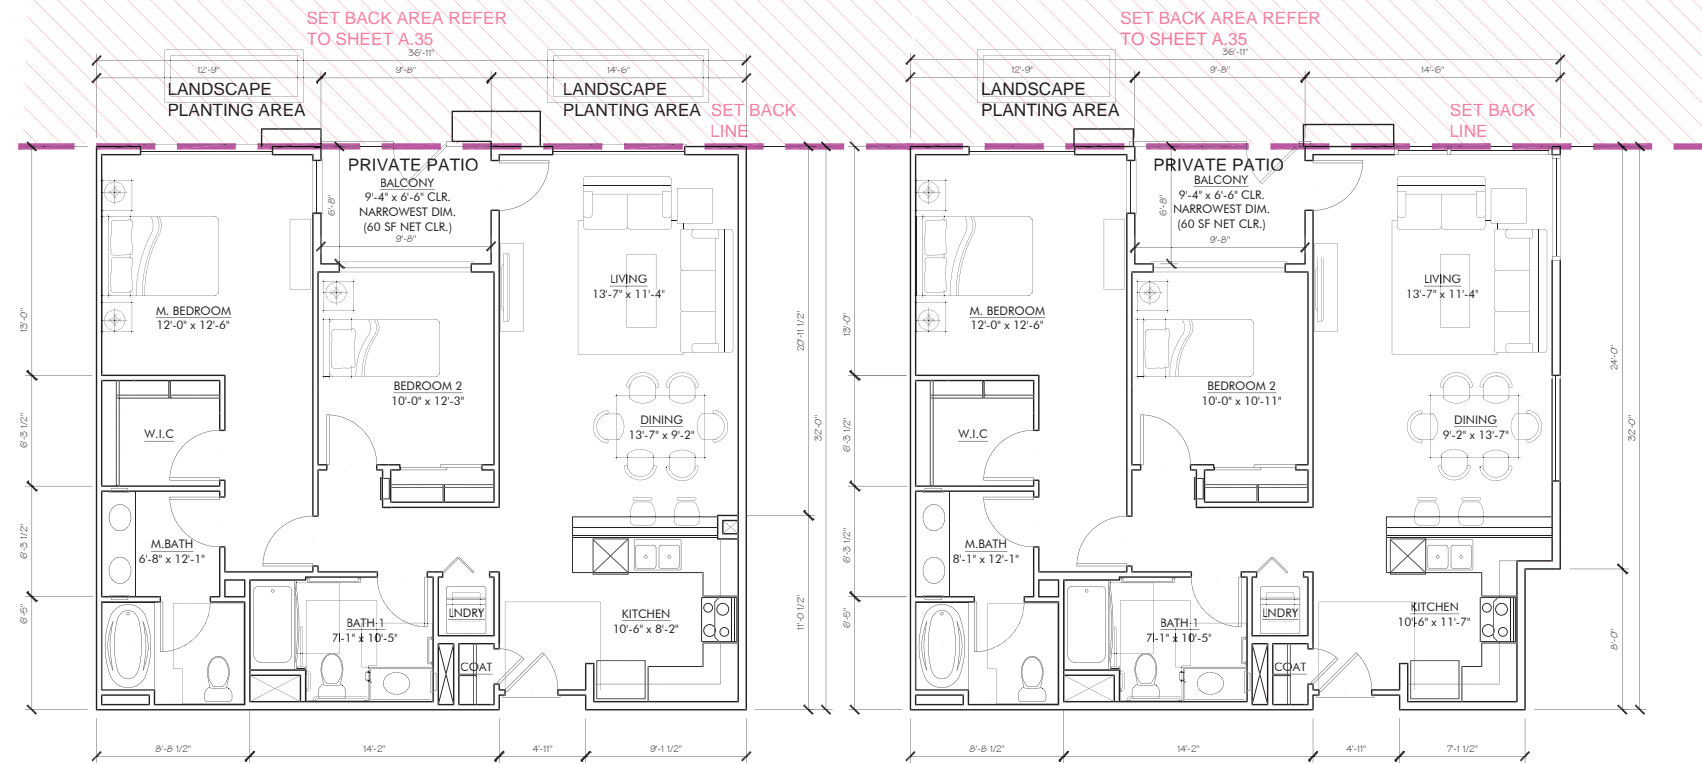 SET BACK AREA REFER
TO SHEET A.35
36'-11"
12'-9"
9'-8"
14'-6"
LANDSCAPE
PLANTING AREA
LANDSCAPE
PLANTING AREA
SET BACK
LINE
PRIVATE PATIO
BALCONY
9'-4" x 6'-6" CLR.
NARROWEST DIM.
(60 SF NET CLR.)
6'-8"
9'-8"
LIVING
13'-7" x 11'-4"
M. BEDROOM
12'-0" x 12'-6"
13'-0"
20'-11 1/2"
BEDROOM 2
10'-0" x 12'-3"
DINING
13'-7" x 9'-2"
32'-0"
W.I.C
6'-3 1/2"
M.BATH
6'-8" x 12'-1"
6'-3 1/2"
6'-5"
11'-0 1/2"
LNDRY
KITCHEN
10'-6" x 8'-2"
BATH 1
7'-1" x 10'-5"
COAT
8'-8 1/2"
14'-2"
4'-11"
9'-1 1/2"
SET BACK AREA REFER
TO SHEET A.35
36'-11"
12'-9"
9'-8"
14'-6"
LANDSCAPE
PLANTING AREA
SET BACK
LINE
PRIVATE PATIO
BALCONY
9'-4" x 6'-6" CLR.
NARROWEST DIM.
(60 SF NET CLR.)
6'-8"
9'-8"
LIVING
13'-7" x 11'-4"
M. BEDROOM
12'-0" x 12'-6"
13'-0"
24'-0"
BEDROOM 2
10'-0" x 10'-11"
DINING
9'-2" x 13'-7"
32'-0"
W.I.C
6'-3 1/2"
M.BATH
8'-1" x 12'-1"
6'-3 1/2"
6'-5"
8'-0"
LNDRY
KITCHEN
10'-6" x 11'-7"
BATH 1
7'-1" x 10'-5"
COAT
8'-8 1/2"
14'-2"
4'-11"
7'-1 1/2"